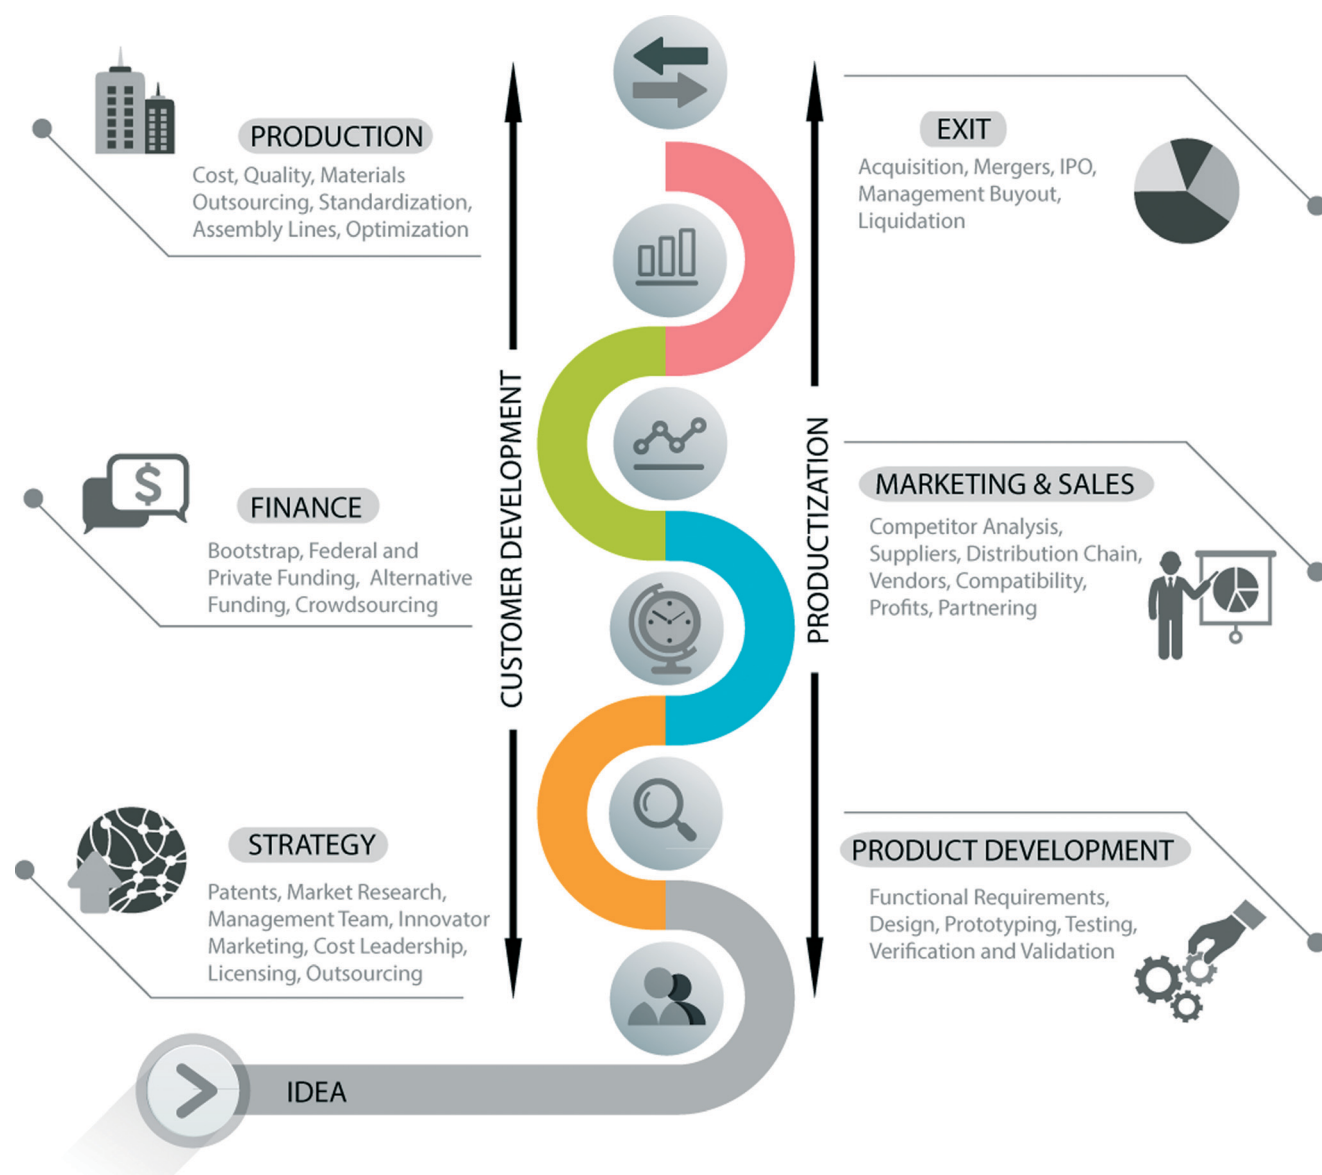 PRODUCTION
Cost, Quality, Materials
Outsourcing, Standardization,
Assembly Lines, Optimization
FINANCE
Bootstrap, Federal and
Private Funding, Alternative
Funding, Crowdsourcing
STRATEGY
Patents, Market Research,
Management Team, Innovator
Marketing, Cost Leadership,
Licensing, Outsourcing
IDEA
CUSTOMER DEVELOPMENT
PRODUCTIZATION
EXIT
Acquisition, Mergers, IPO,
Management Buyout,
Liquidation
MARKETING & SALES
Competitor Analysis,
Suppliers, Distribution Chain,
Vendors, Compatibility,
Profits, Partnering
PRODUCT DEVELOPMENT
Functional Requirements,
Design, Prototyping, Testing,
Verification and Validation
$